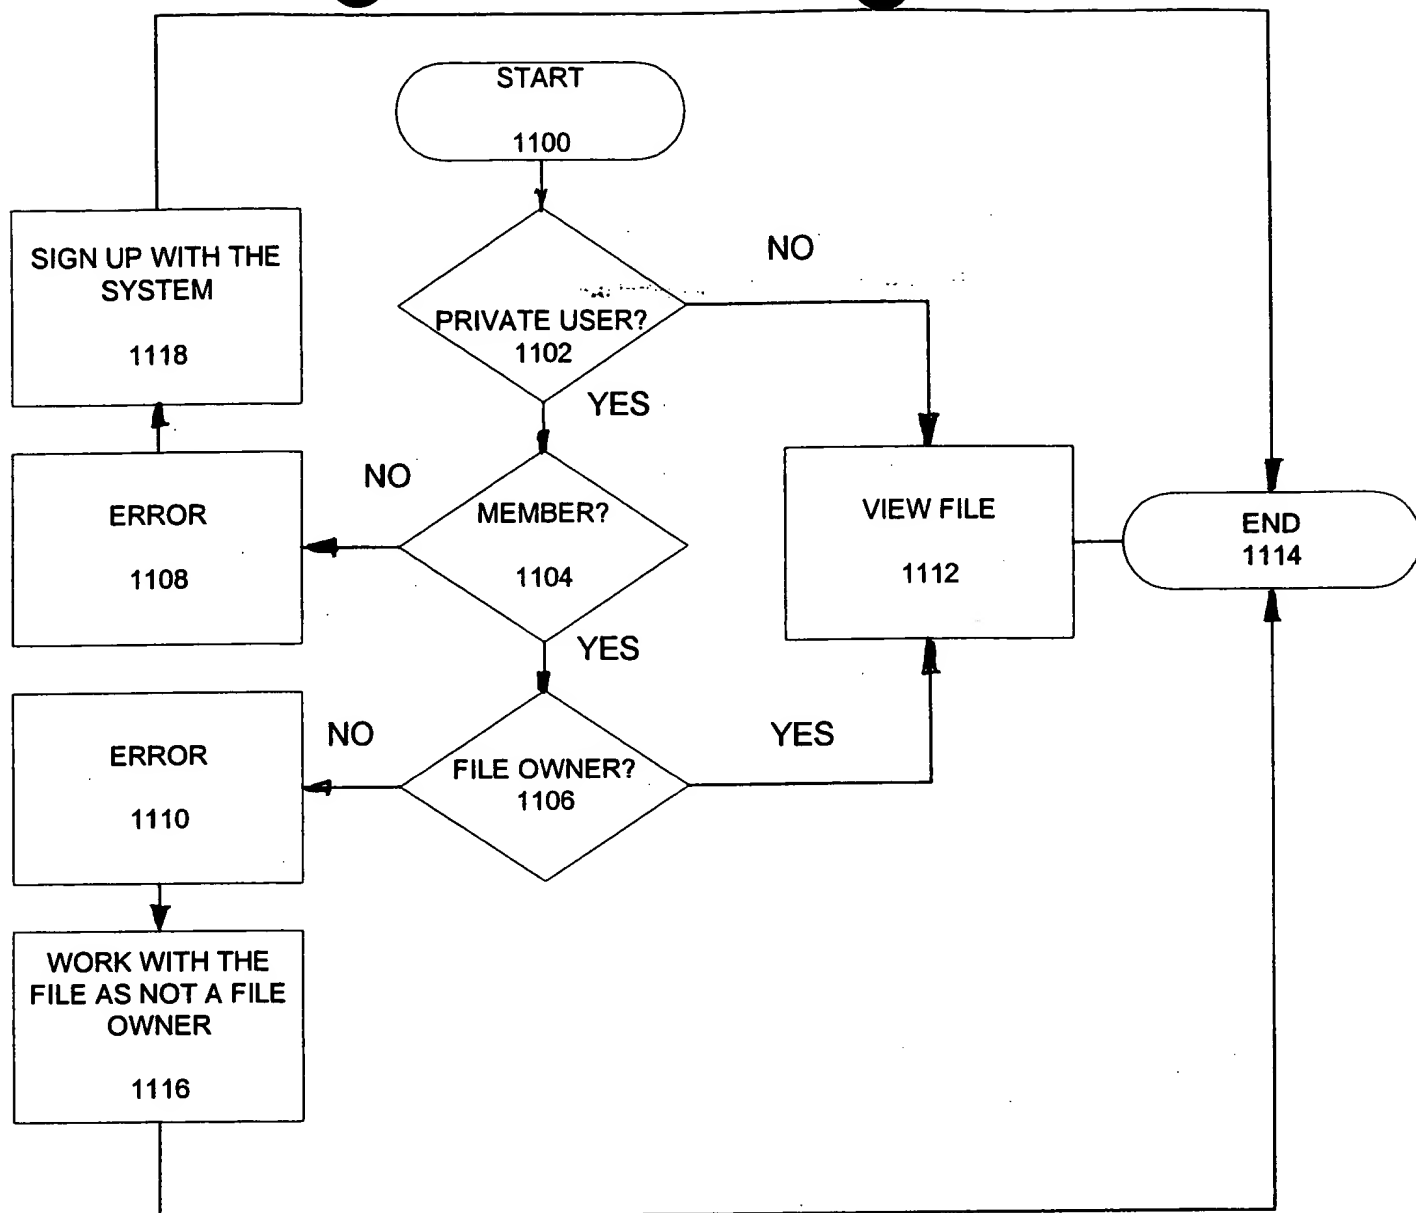 START
1100
SIGN UP WITH THE
SYSTEM
1118
NO
PRIVATE USER?
1102
YES
NO
MEMBER?
1104
ERROR
1108
VIEW FILE
1112
END
1114
YES
NO
YES
ERROR
1110
FILE OWNER?
1106
WORK WITH THE
FILE AS NOT A FILE
OWNER
1116